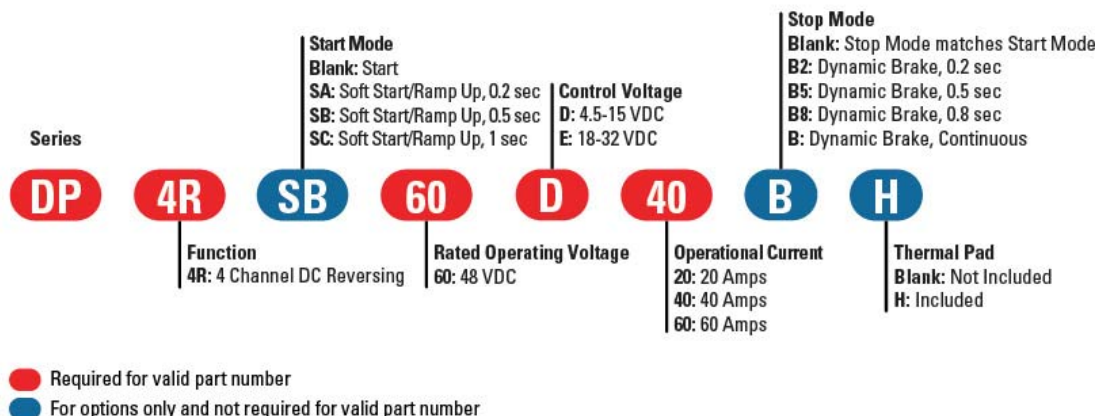 Stop Mode
Blank: Stop Mode matches Start Mode
B2: Dynamic Brake, 0.2 sec
B5: Dynamic Brake, 0.5 sec
B8: Dynamic Brake, 0.8 sec
B: Dynamic Brake, Continuous
Start Mode
Blank: Start
SA: Soft Start/Ramp Up, 0.2 sec
SB: Soft Start/Ramp Up, 0.5 sec
SC: Soft Start/Ramp Up, 1 sec
Control Voltage
D: 4.5-15 VDC
E: 18-32 VDC
Series
DP 4R SB 60 D 40 B H
Function
4R: 4 Channel DC Reversing
Rated Operating Voltage
60: 48 VDC
Operational Current
20: 20 Amps
40: 40 Amps
60: 60 Amps
Thermal Pad
Blank: Not Included
H: Included
Required for valid part number
For options only and not required for valid part number